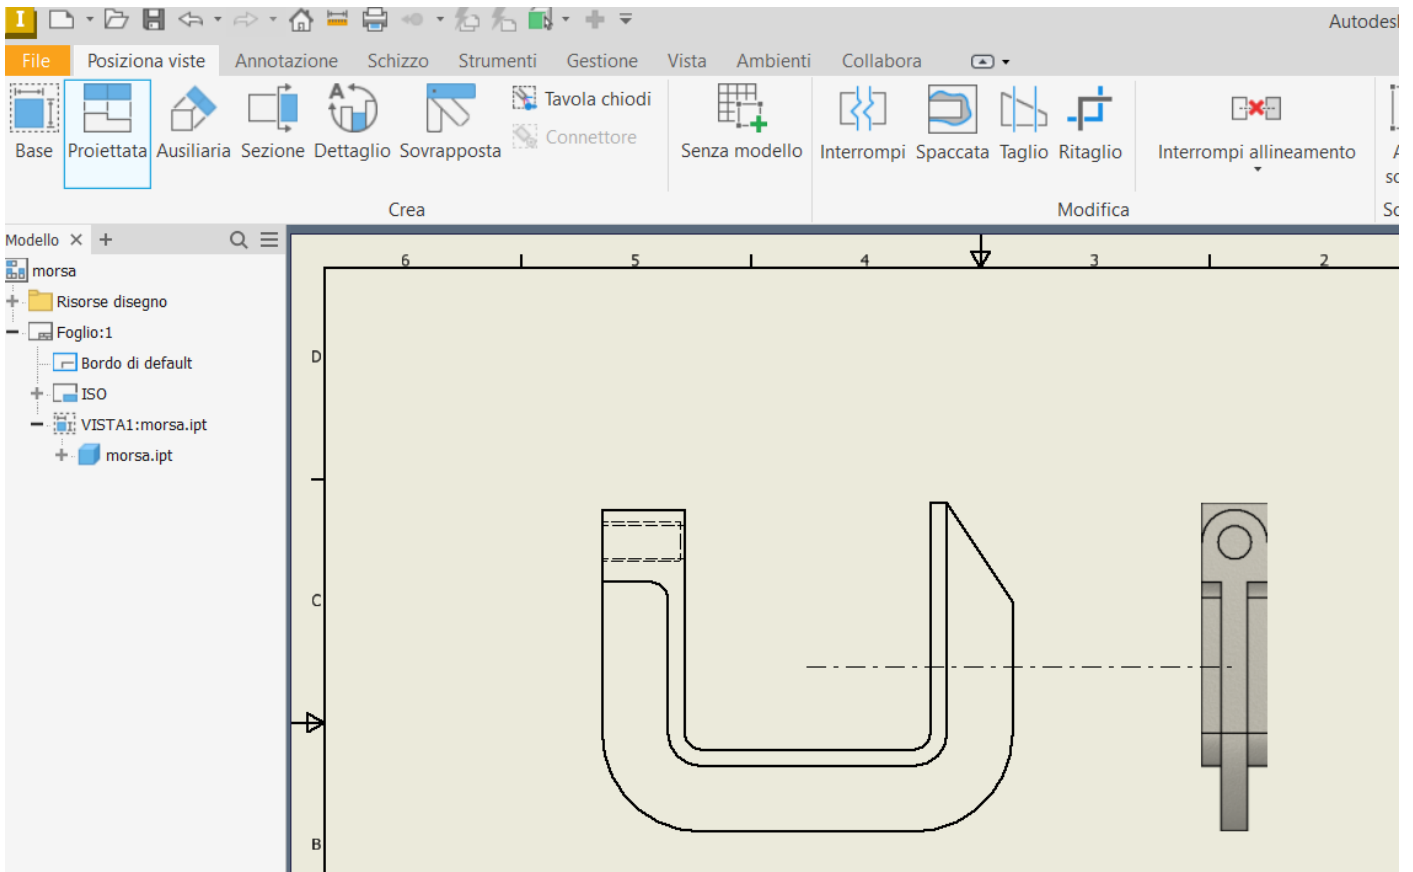 I Autodesk
File Posiziona viste Annotazione Schizzo Strumenti Gestione Vista Ambienti Collabora
Tavola chiodi
Connettore
Base Proiettata Ausiliaria Sezione Dettaglio Sovrapposta Senza modello Interrompi Spaccata Taglio Ritaglio Interrompi allineamento
Crea Modifica
Modello
morsa
Risorse disegno
Foglio:1
Bordo di default
ISO
VISTA1:morsa.ipt
morsa.ipt
6 5 4 3 2
D
C
B